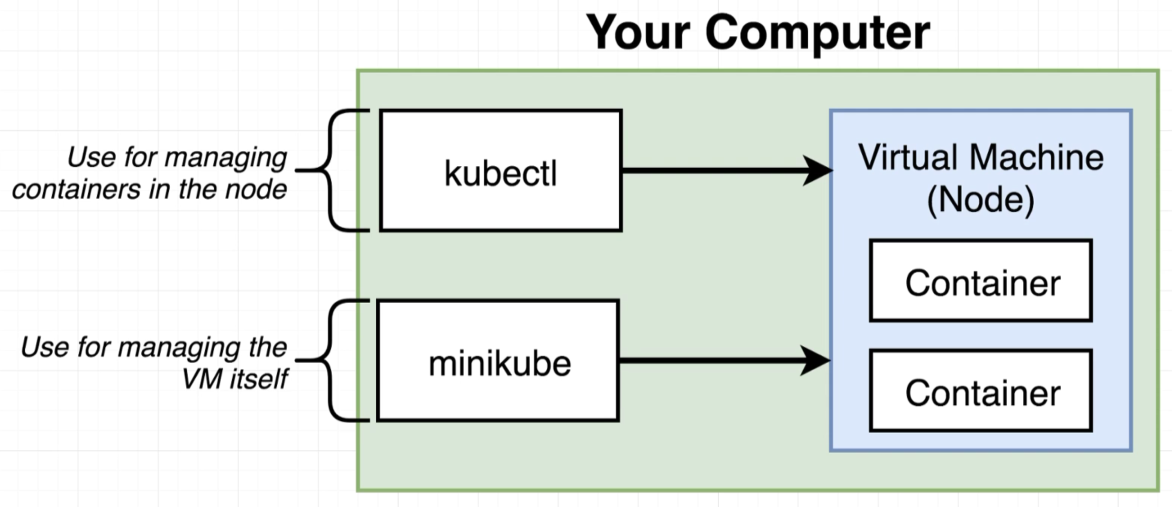 Your Computer
Use for managing
containers in the node
kubectl
Virtual Machine
(Node)
Container
Use for managing the
VM itself
minikube
Container